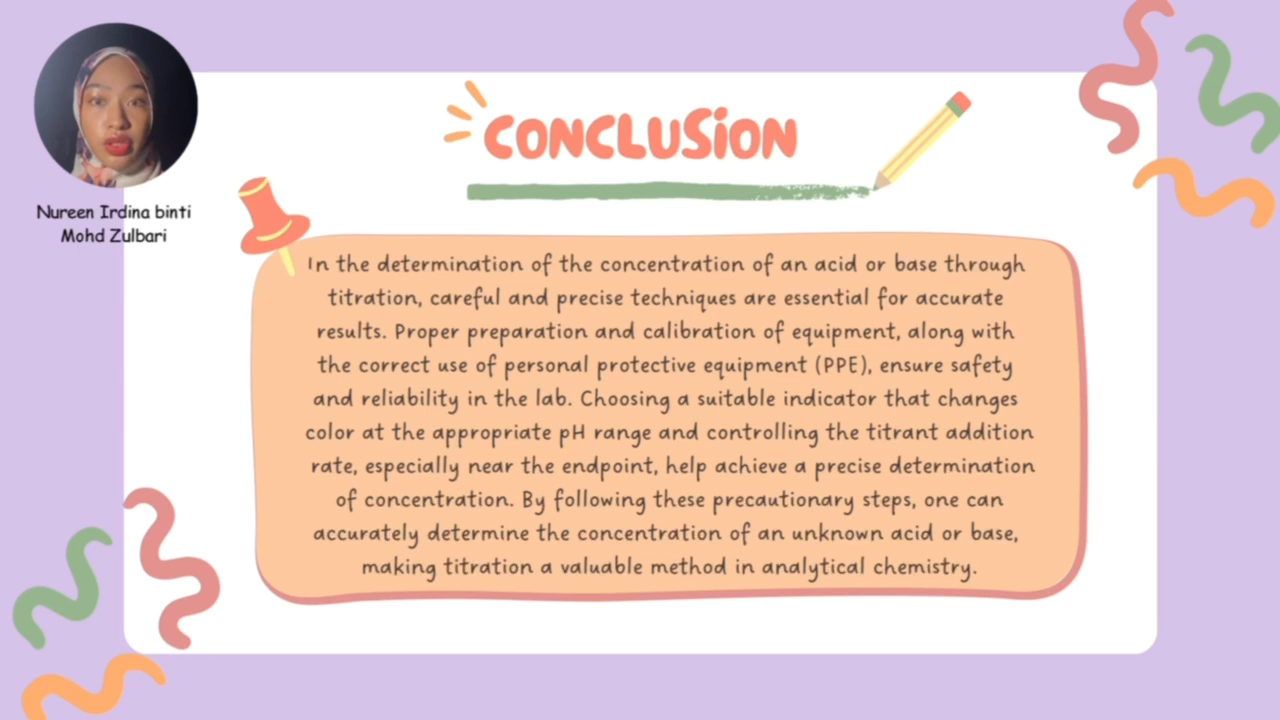 Nureen Irdina binti
Mohd Zulbari
CONCLUSION
In the determination of the concentration of an acid or base through
titration, careful and precise techniques are essential for accurate
results. Proper preparation and calibration of equipment, along with
the correct use of personal protective equipment (PPE), ensure safety
and reliability in the lab. Choosing a suitable indicator that changes
color at the appropriate pH range and controlling the titrant addition
rate, especially near the endpoint, help achieve a precise determination
of concentration. By following these precautionary steps, one can
accurately determine the concentration of an unknown acid or base,
making titration a valuable method in analytical chemistry.